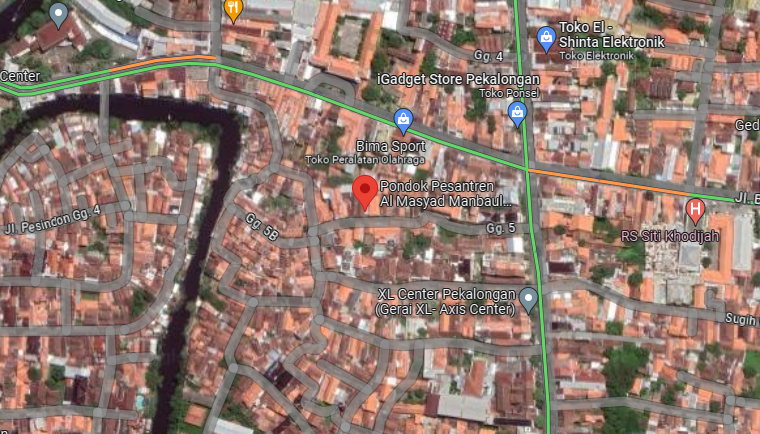 Gg. 4
Toko El -
Shinta Elektronik
Toko Elektronik
Center
iGadget Store Pekalongan
Toko Ponsel
Ged
Bima Sport
Toko Peralatan Olahraga
Pondok Pesantren
Al Masyad Manbaul...
Jl. E
Jl. Pesindon Gg. 4
Gg. 5B
Gg. 5
H
RS Siti Khodijah
XL Center Pekalongan
(Gerai XL- Axis Center)
Sugih